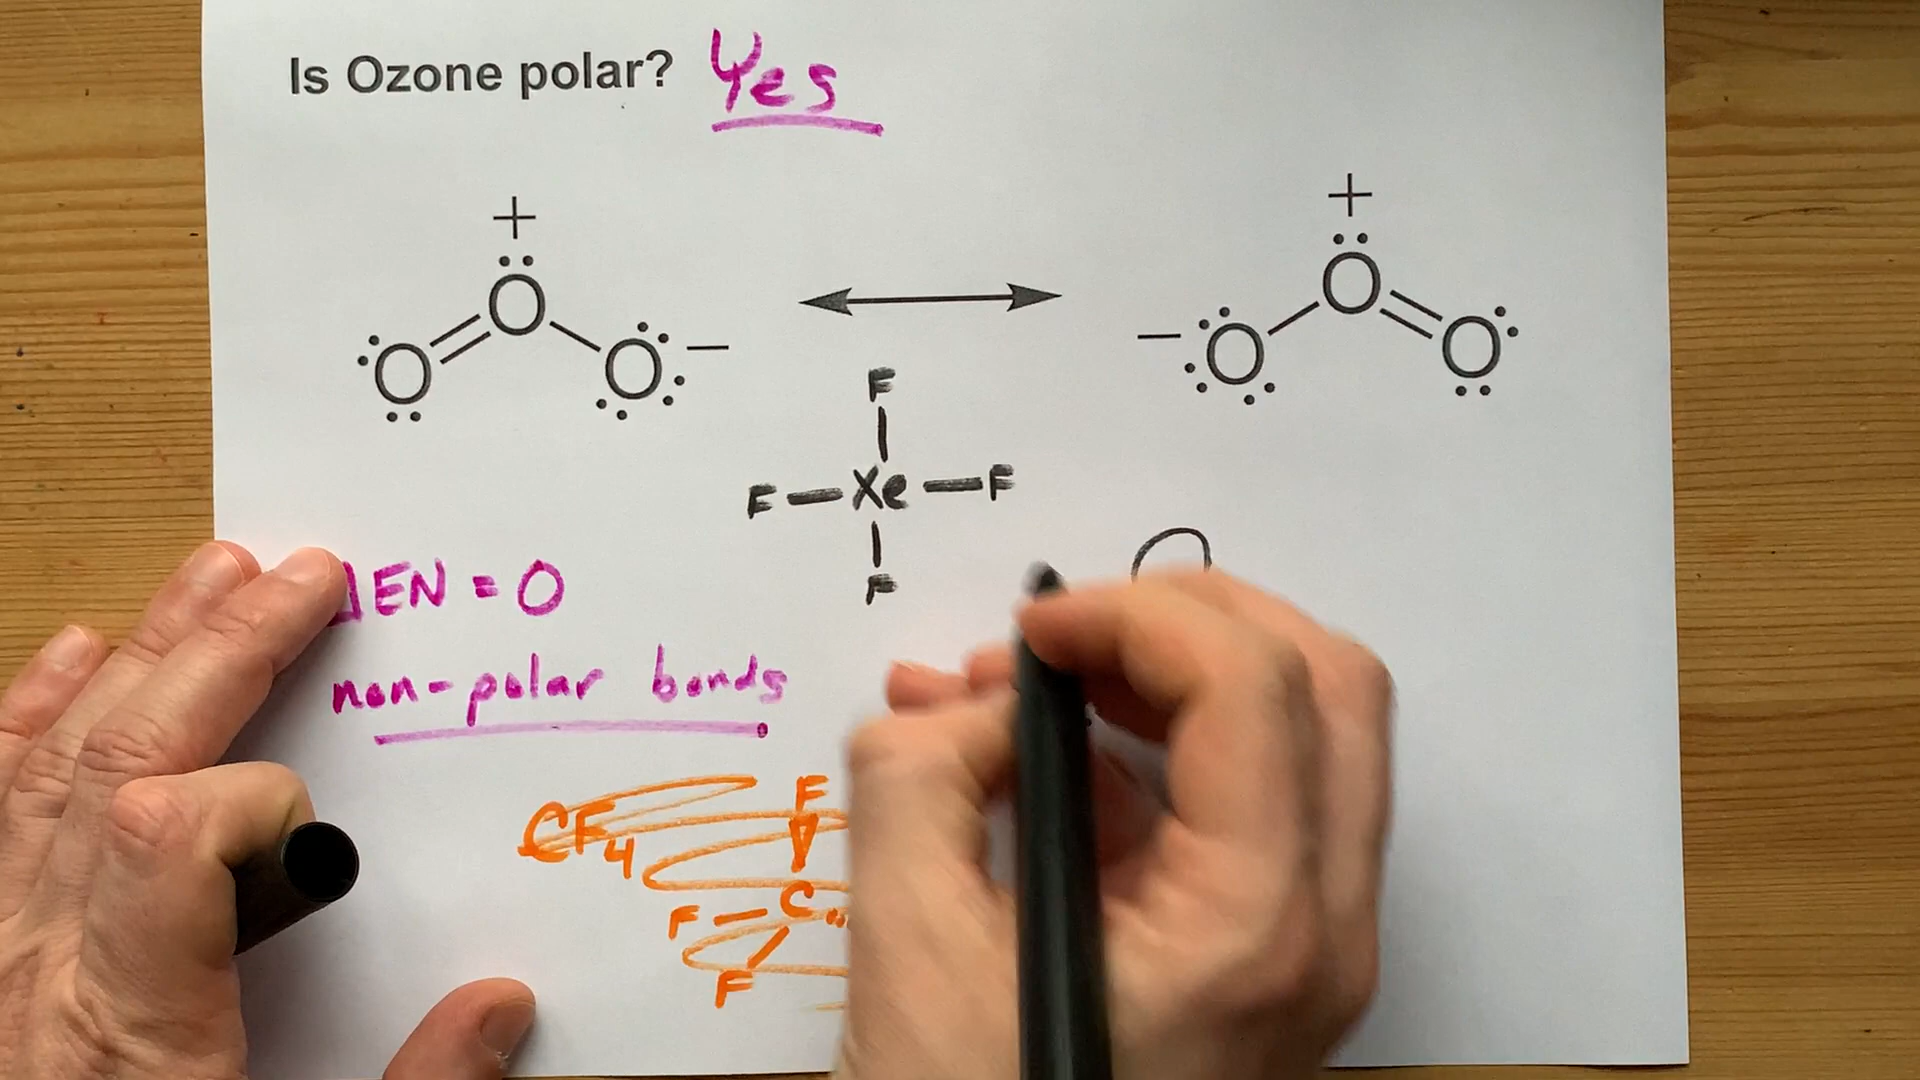 Is Ozone polar? Yes
+ +
O O
O O − − O O
F
F — Xe — F
F
ΔEN = 0
non-polar bonds
CF4 F
F — C
F